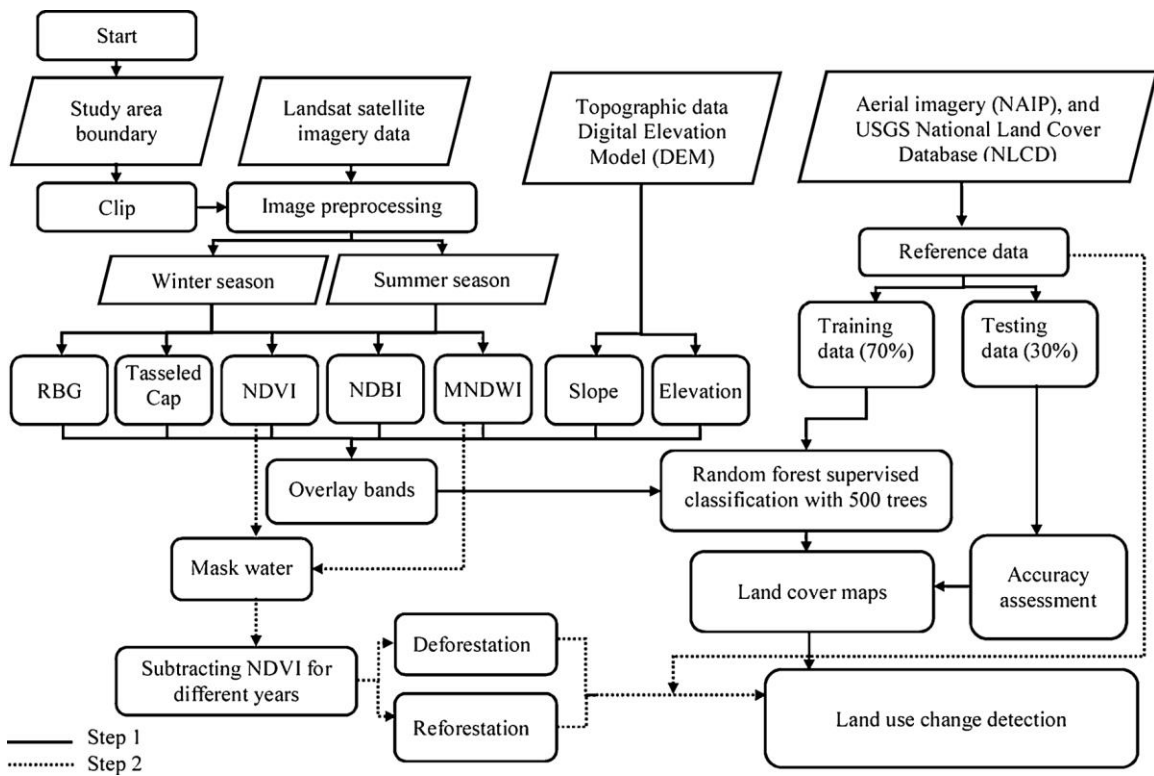 Start
Study area
boundary
Landsat satellite
imagery data
Topographic data
Digital Elevation
Model (DEM)
Aerial imagery (NAIP), and
USGS National Land Cover
Database (NLCD)
Clip
Image preprocessing
Reference data
Winter season
Summer season
Training
data (70%)
Testing
data (30%)
RBG
Tasseled
Cap
NDVI
NDBI
MNDWI
Slope
Elevation
Overlay bands
Random forest supervised
classification with 500 trees
Mask water
Land cover maps
Accuracy
assessment
Subtracting NDVI for
different years
Deforestation
Reforestation
Land use change detection
Step 1
Step 2